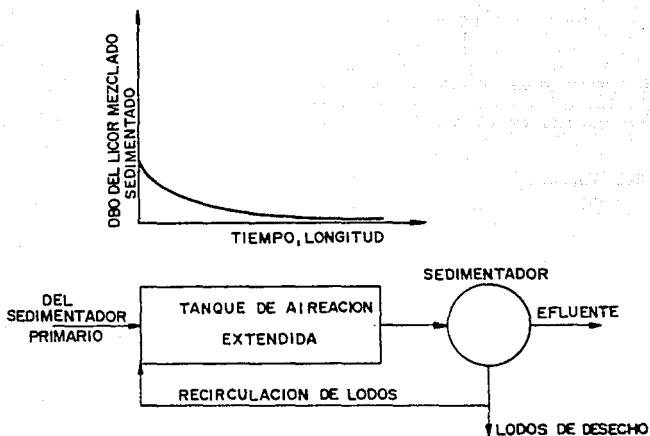 DBO DEL LICOR MEZCLADO
SEDIMENTADO
TIEMPO, LONGITUD
SEDIMENTADOR
DEL
SEDIMENTADOR
PRIMARIO
TANQUE DE AIREACION
EXTENDIDA
EFLUENTE
RECIRCULACION DE LODOS
LODOS DE DESECHO